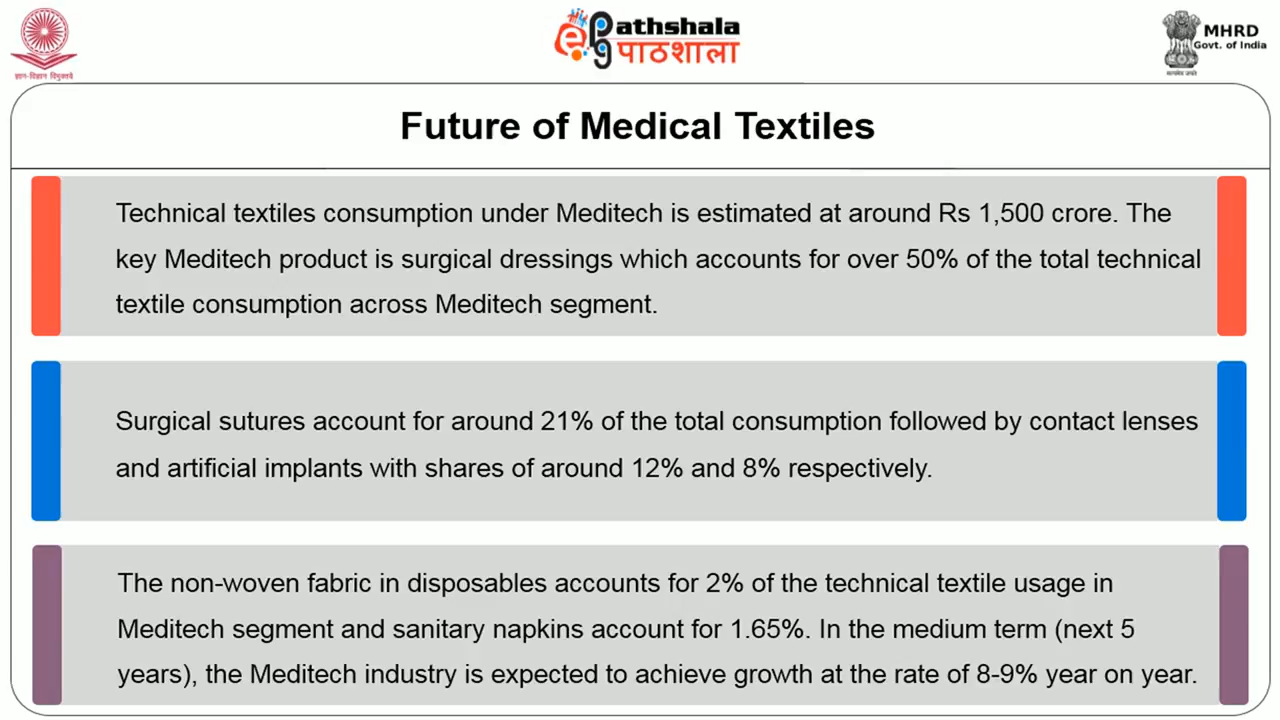 ज्ञान-विज्ञान विमुक्तये
ePathshala
पाठशाला
MHRD
Govt. of India
सत्यमेव जयते
Future of Medical Textiles
Technical textiles consumption under Meditech is estimated at around Rs 1,500 crore. The
key Meditech product is surgical dressings which accounts for over 50% of the total technical
textile consumption across Meditech segment.
Surgical sutures account for around 21% of the total consumption followed by contact lenses
and artificial implants with shares of around 12% and 8% respectively.
The non-woven fabric in disposables accounts for 2% of the technical textile usage in
Meditech segment and sanitary napkins account for 1.65%. In the medium term (next 5
years), the Meditech industry is expected to achieve growth at the rate of 8-9% year on year.